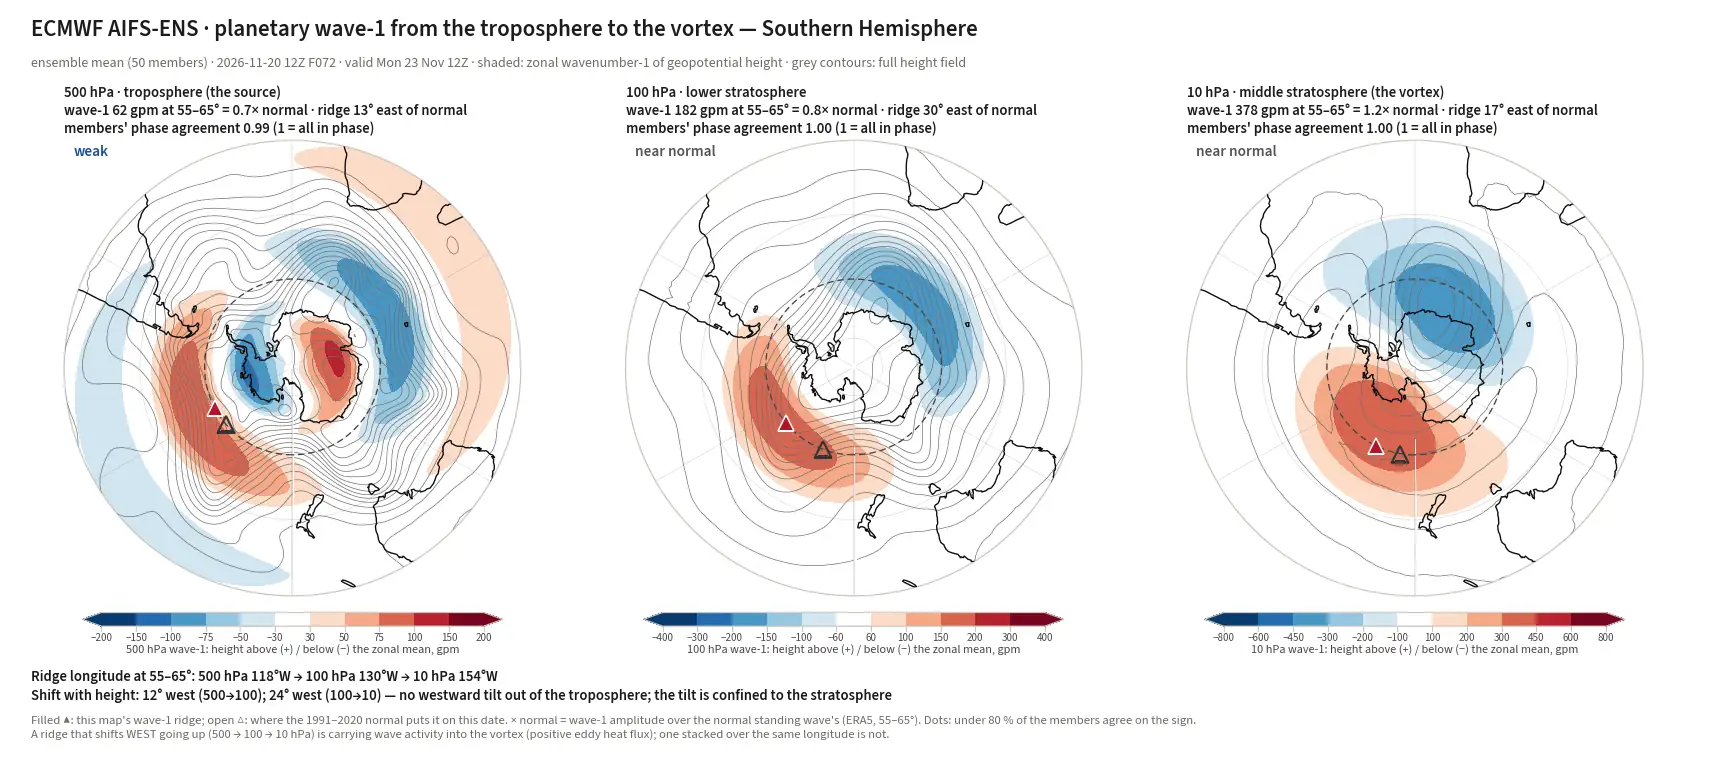 ECMWF AIFS-ENS · planetary wave-1 from the troposphere to the vortex — Southern Hemisphere
ensemble mean (50 members) · 2026-11-20 12Z F072 · valid Mon 23 Nov 12Z · shaded: zonal wavenumber-1 of geopotential height · grey contours: full height field
500 hPa · troposphere (the source)
wave-1 62 gpm at 55–65° = 0.7× normal · ridge 13° east of normal
members' phase agreement 0.99 (1 = all in phase)
weak
100 hPa · lower stratosphere
wave-1 182 gpm at 55–65° = 0.8× normal · ridge 30° east of normal
members' phase agreement 1.00 (1 = all in phase)
near normal
10 hPa · middle stratosphere (the vortex)
wave-1 378 gpm at 55–65° = 1.2× normal · ridge 17° east of normal
members' phase agreement 1.00 (1 = all in phase)
near normal
−200 −150 −100 −75 −50 −30 30 50 75 100 150 200
500 hPa wave-1: height above (+) / below (−) the zonal mean, gpm
−400 −300 −200 −150 −100 −60 60 100 150 200 300 400
100 hPa wave-1: height above (+) / below (−) the zonal mean, gpm
−800 −600 −450 −300 −200 −100 100 200 300 450 600 800
10 hPa wave-1: height above (+) / below (−) the zonal mean, gpm
Ridge longitude at 55–65°: 500 hPa 118°W → 100 hPa 130°W → 10 hPa 154°W
Shift with height: 12° west (500→100); 24° west (100→10) — no westward tilt out of the troposphere; the tilt is confined to the stratosphere
Filled ▲: this map's wave-1 ridge; open △: where the 1991–2020 normal puts it on this date. × normal = wave-1 amplitude over the normal standing wave's (ERA5, 55–65°). Dots: under 80 % of the members agree on the sign.
A ridge that shifts WEST going up (500 → 100 → 10 hPa) is carrying wave activity into the vortex (positive eddy heat flux); one stacked over the same longitude is not.